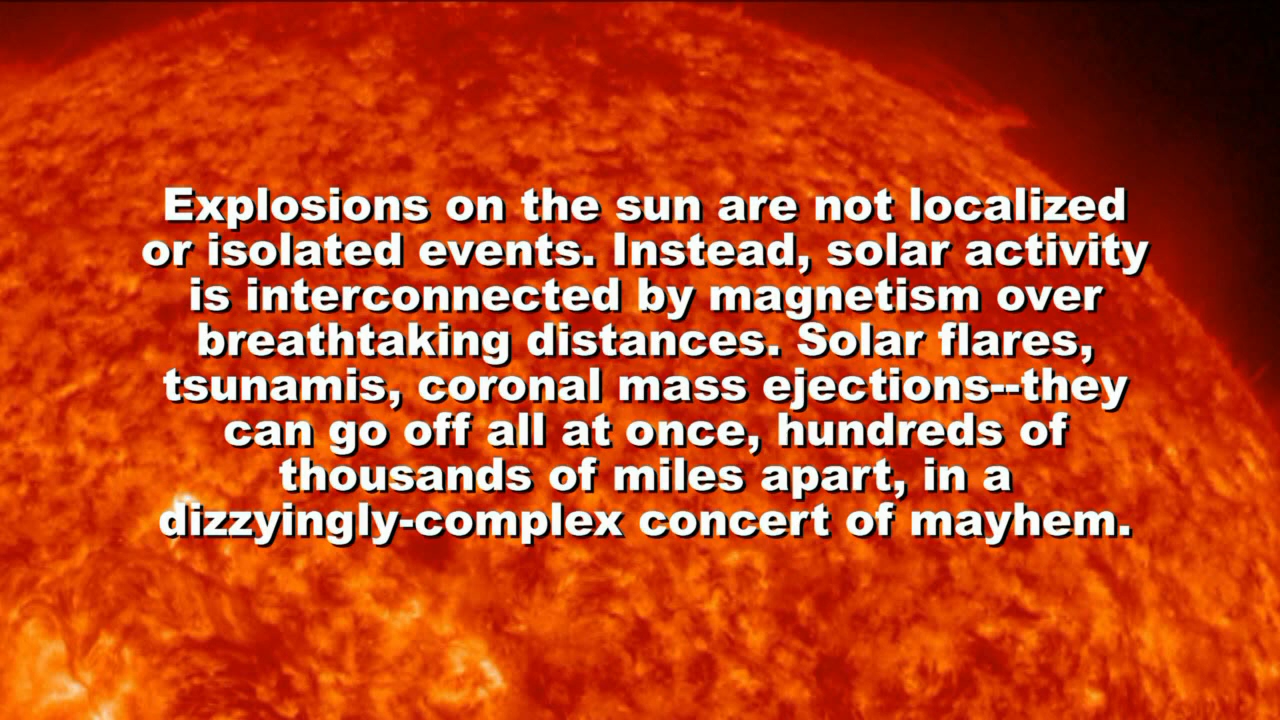 Explosions on the sun are not localized
or isolated events. Instead, solar activity
is interconnected by magnetism over
breathtaking distances. Solar flares,
tsunamis, coronal mass ejections--they
can go off all at once, hundreds of
thousands of miles apart, in a
dizzyingly-complex concert of mayhem.